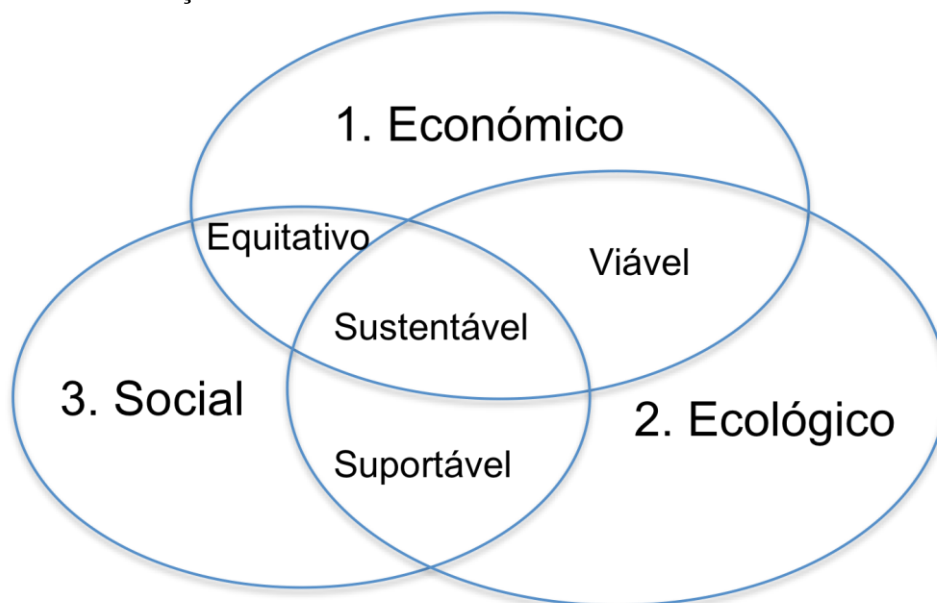 1. Económico
Equitativo
Viável
Sustentável
3. Social
2. Ecológico
Suportável